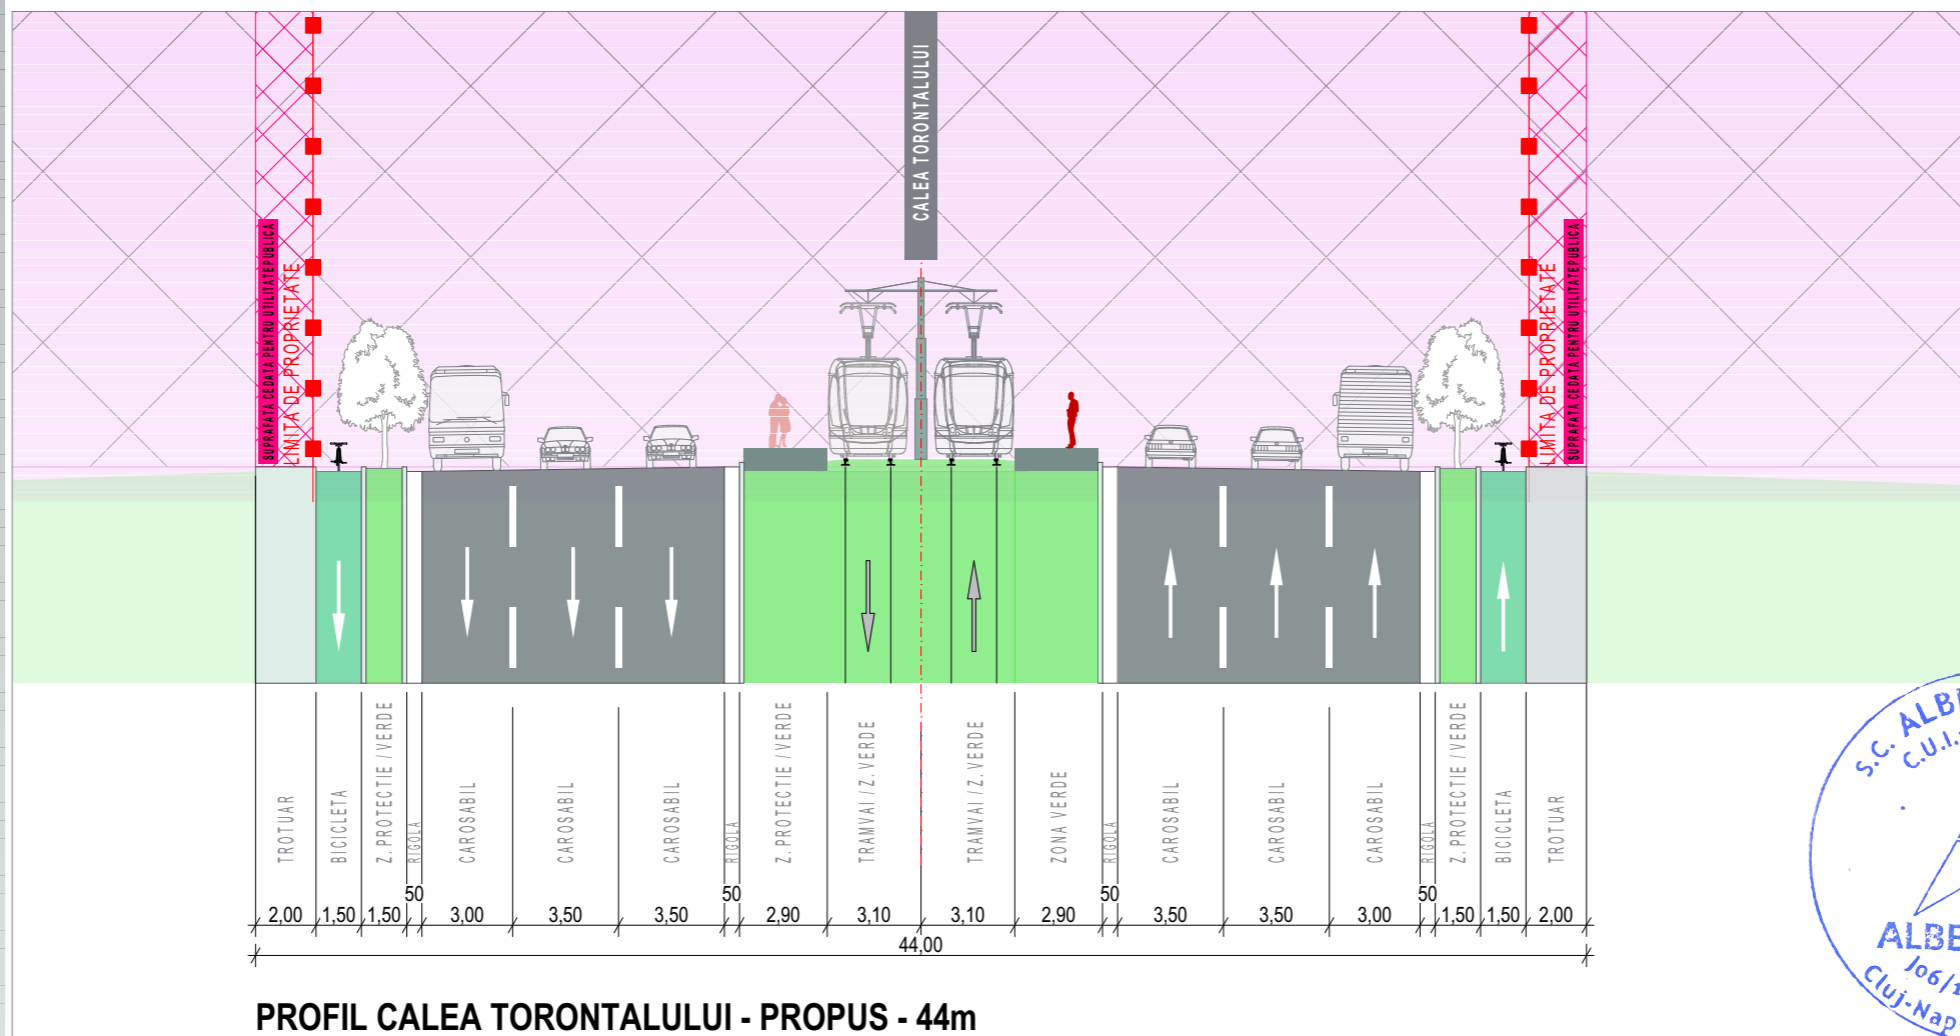 CALEA TORONTALULUI
SUPRAFATA CEDATA PENTRU UTILITATE PUBLICA
LIMITA DE PROPRIETATE
LIMITA DE PROPRIETATE
SUPRAFATA CEDATA PENTRU UTILITATE PUBLICA
TROTUAR
BICICLETA
Z. PROTECTIE / VERDE
RIGOLA
CAROSABIL
CAROSABIL
CAROSABIL
RIGOLA
Z. PROTECTIE / VERDE
TRAMVAI / Z. VERDE
TRAMVAI / Z. VERDE
ZONA VERDE
RIGOLA
CAROSABIL
CAROSABIL
CAROSABIL
RIGOLA
Z. PROTECTIE / VERDE
BICICLETA
TROTUAR
50 50 50 50
2,00 1,50 1,50 3,00 3,50 3,50 2,90 3,10 3,10 2,90 3,50 3,50 3,00 1,50 1,50 2,00
44,00
PROFIL CALEA TORONTALULUI - PROPUS - 44m
S.C. ALB
C.U.I.
ALBE
J06/1
Cluj-Nap